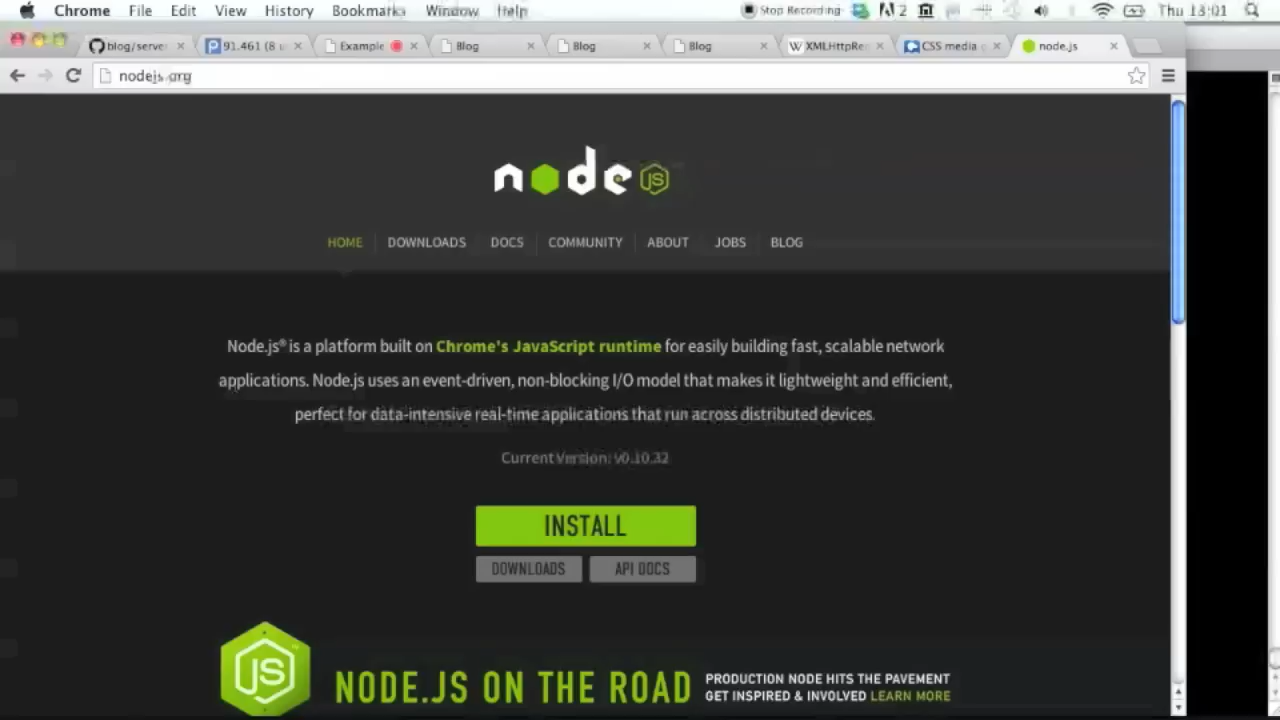 Chrome File Edit View History Bookmarks Window Help Stop Recording 2 Thu 13:01
blog/serve 91.461 (8 u Example Blog Blog Blog XMLHttpRe CSS media q node.js
nodejs.org
node JS
HOME DOWNLOADS DOCS COMMUNITY ABOUT JOBS BLOG
Node.js® is a platform built on Chrome's JavaScript runtime for easily building fast, scalable network
applications. Node.js uses an event-driven, non-blocking I/O model that makes it lightweight and efficient,
perfect for data-intensive real-time applications that run across distributed devices.
Current Version: v0.10.32
INSTALL
DOWNLOADS API DOCS
JS NODE.JS ON THE ROAD
PRODUCTION NODE HITS THE PAVEMENT
GET INSPIRED & INVOLVED LEARN MORE